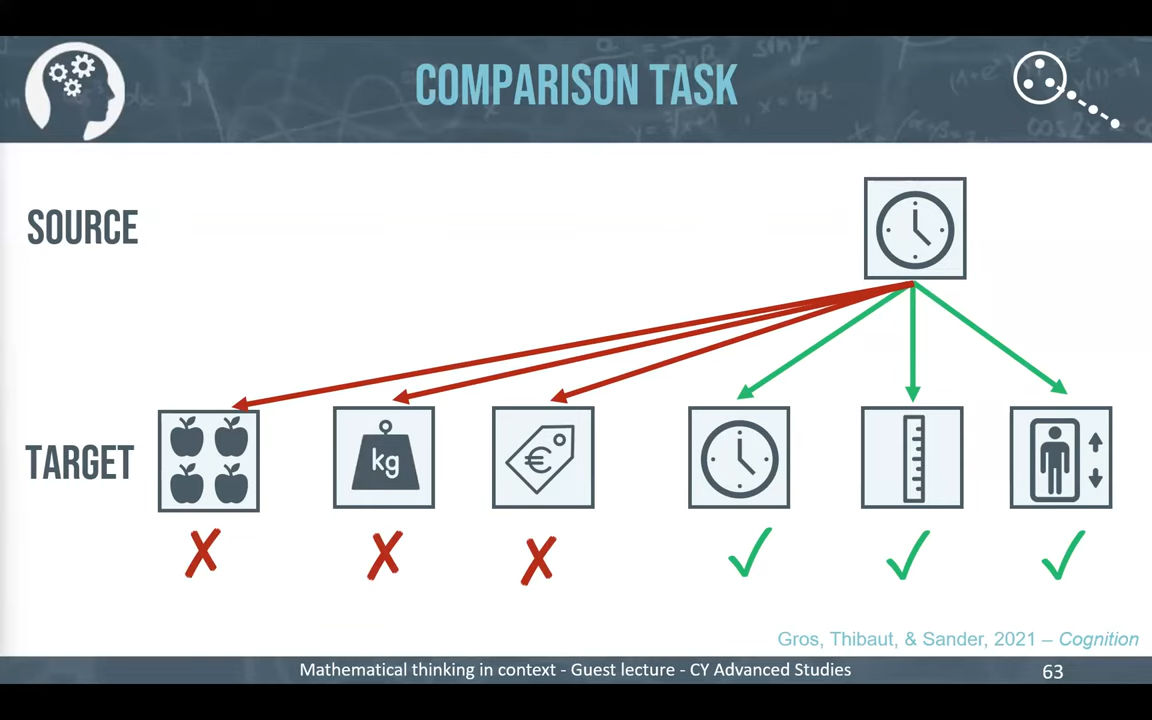 COMPARISON TASK
SOURCE
TARGET
kg
€
Gros, Thibaut, & Sander, 2021 – Cognition
Mathematical thinking in context - Guest lecture - CY Advanced Studies
63